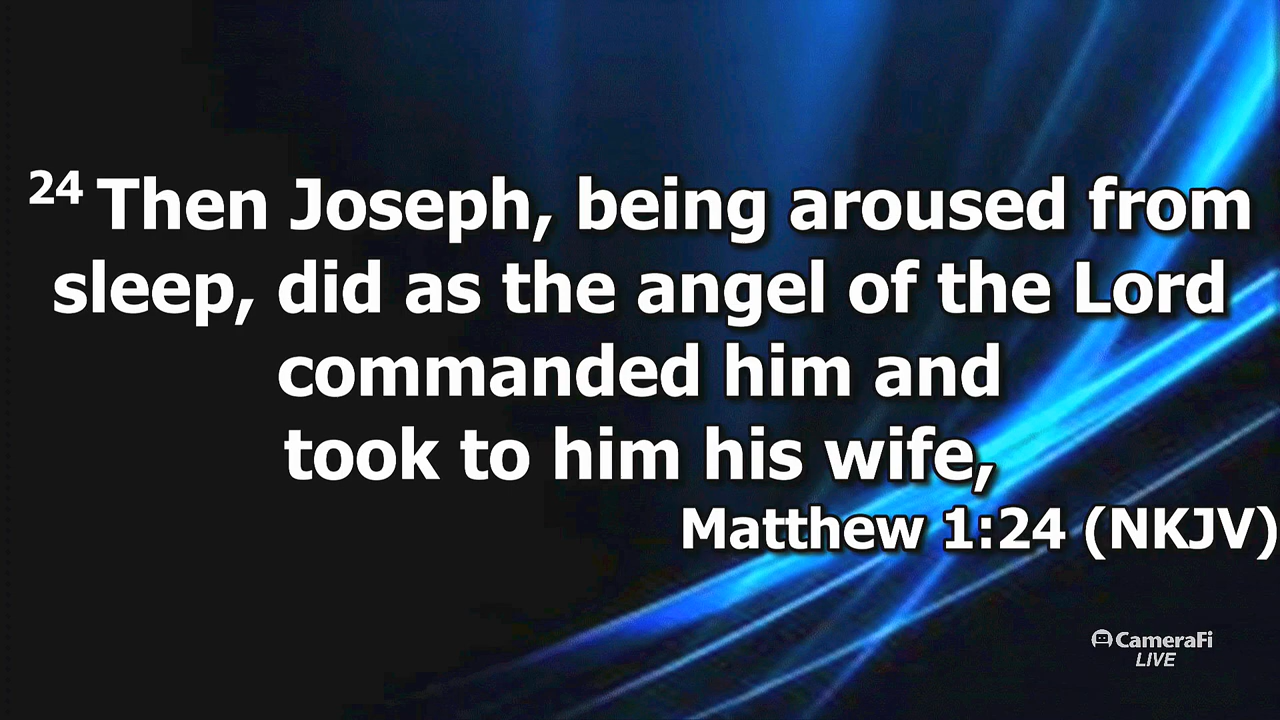 24 Then Joseph, being aroused from
sleep, did as the angel of the Lord
commanded him and
took to him his wife,
Matthew 1:24 (NKJV)
CameraFi
LIVE